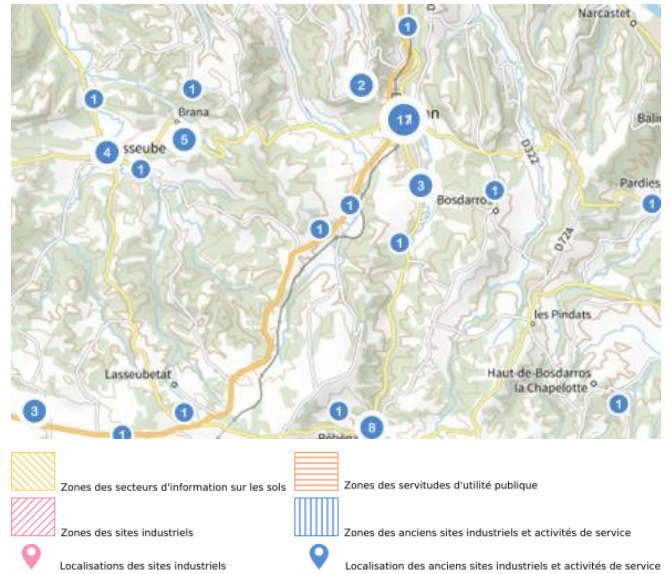 Narcastet
1
2
1
1
Brana
17
an
Balin
5
4
sseube
1
D322
3
1
Bosdarros
Pardies
1
1
1
1
D724
les Pindats
Lasseubetat
Haut-de-Bosdarros
la Chapelotte
3
1
1
1
8
1
Zones des secteurs d'information sur les sols
Zones des servitudes d'utilité publique
Zones des sites industriels
Zones des anciens sites industriels et activités de service
Localisations des sites industriels
Localisation des anciens sites industriels et activités de service